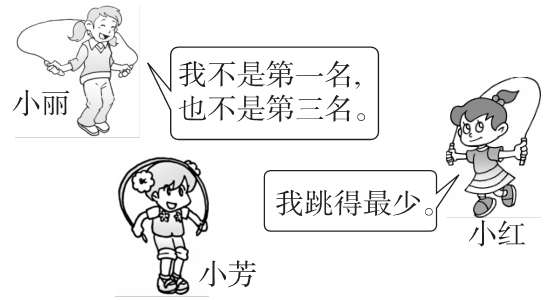 小丽
我不是第一名，
也不是第三名。
我跳得最少。
小红
小芳